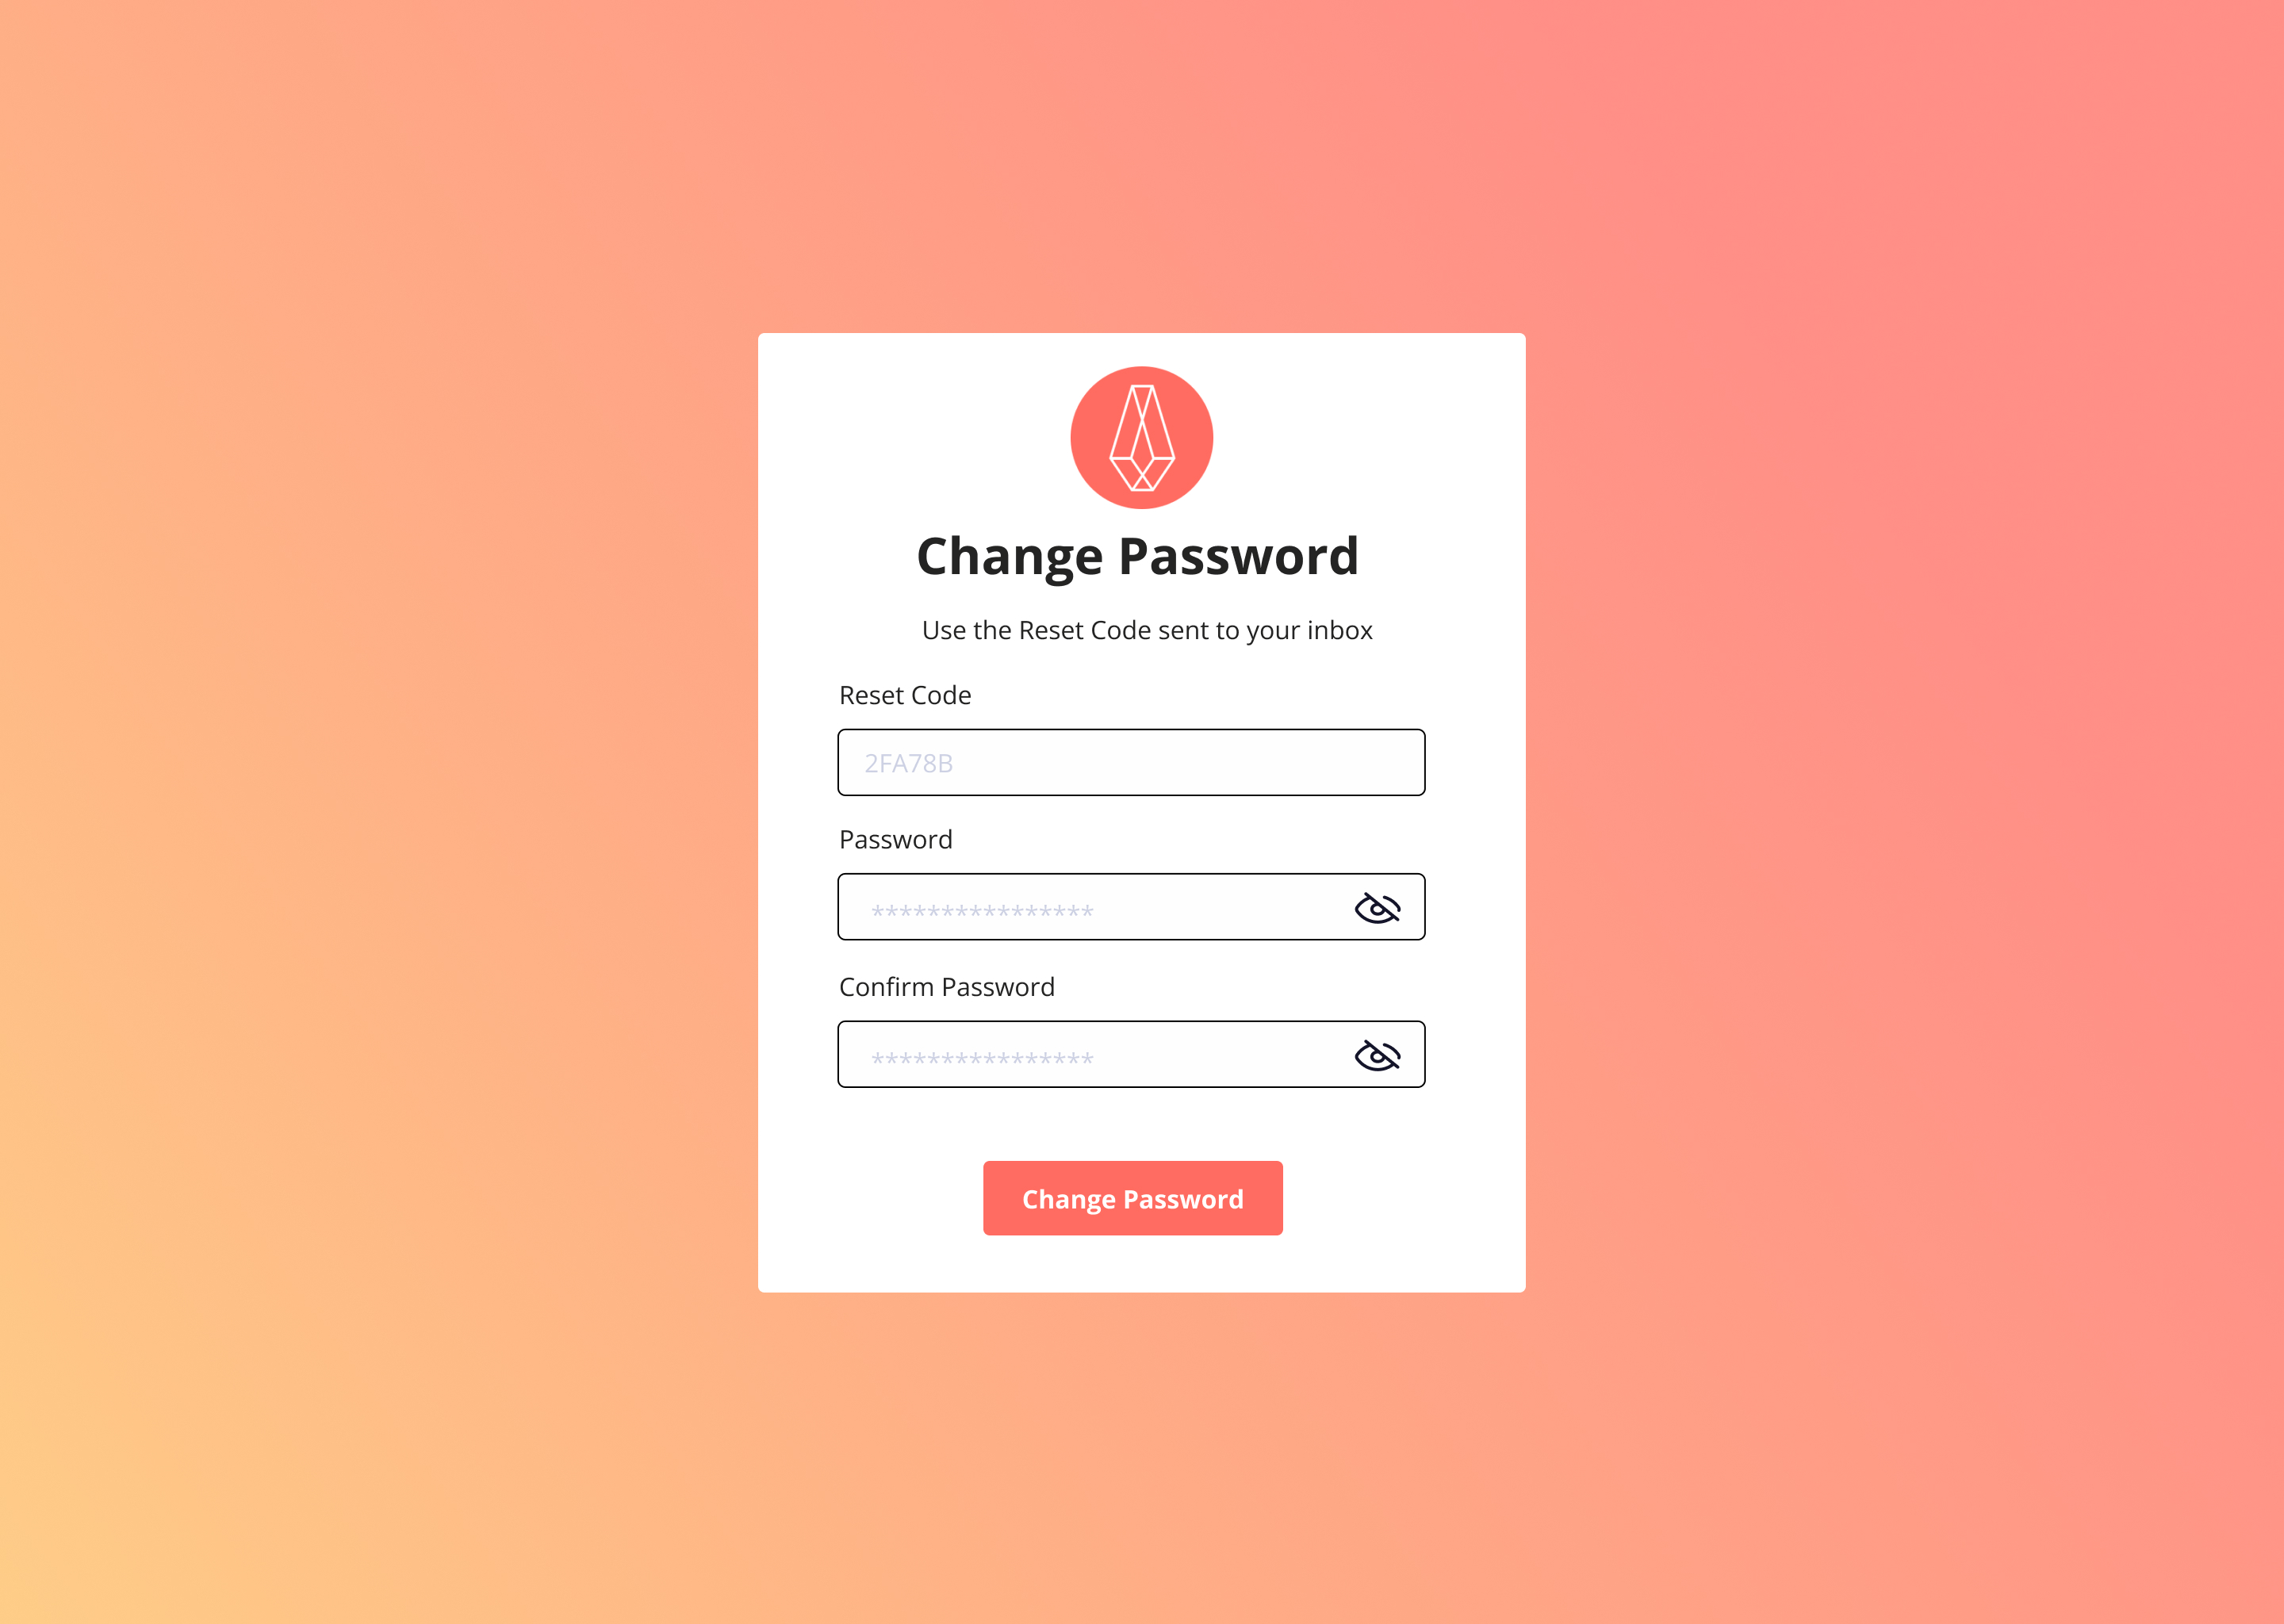 Change Password
Use the Reset Code sent to your inbox
Reset Code
2FA78B
Password
****************
Confirm Password
****************
Change Password